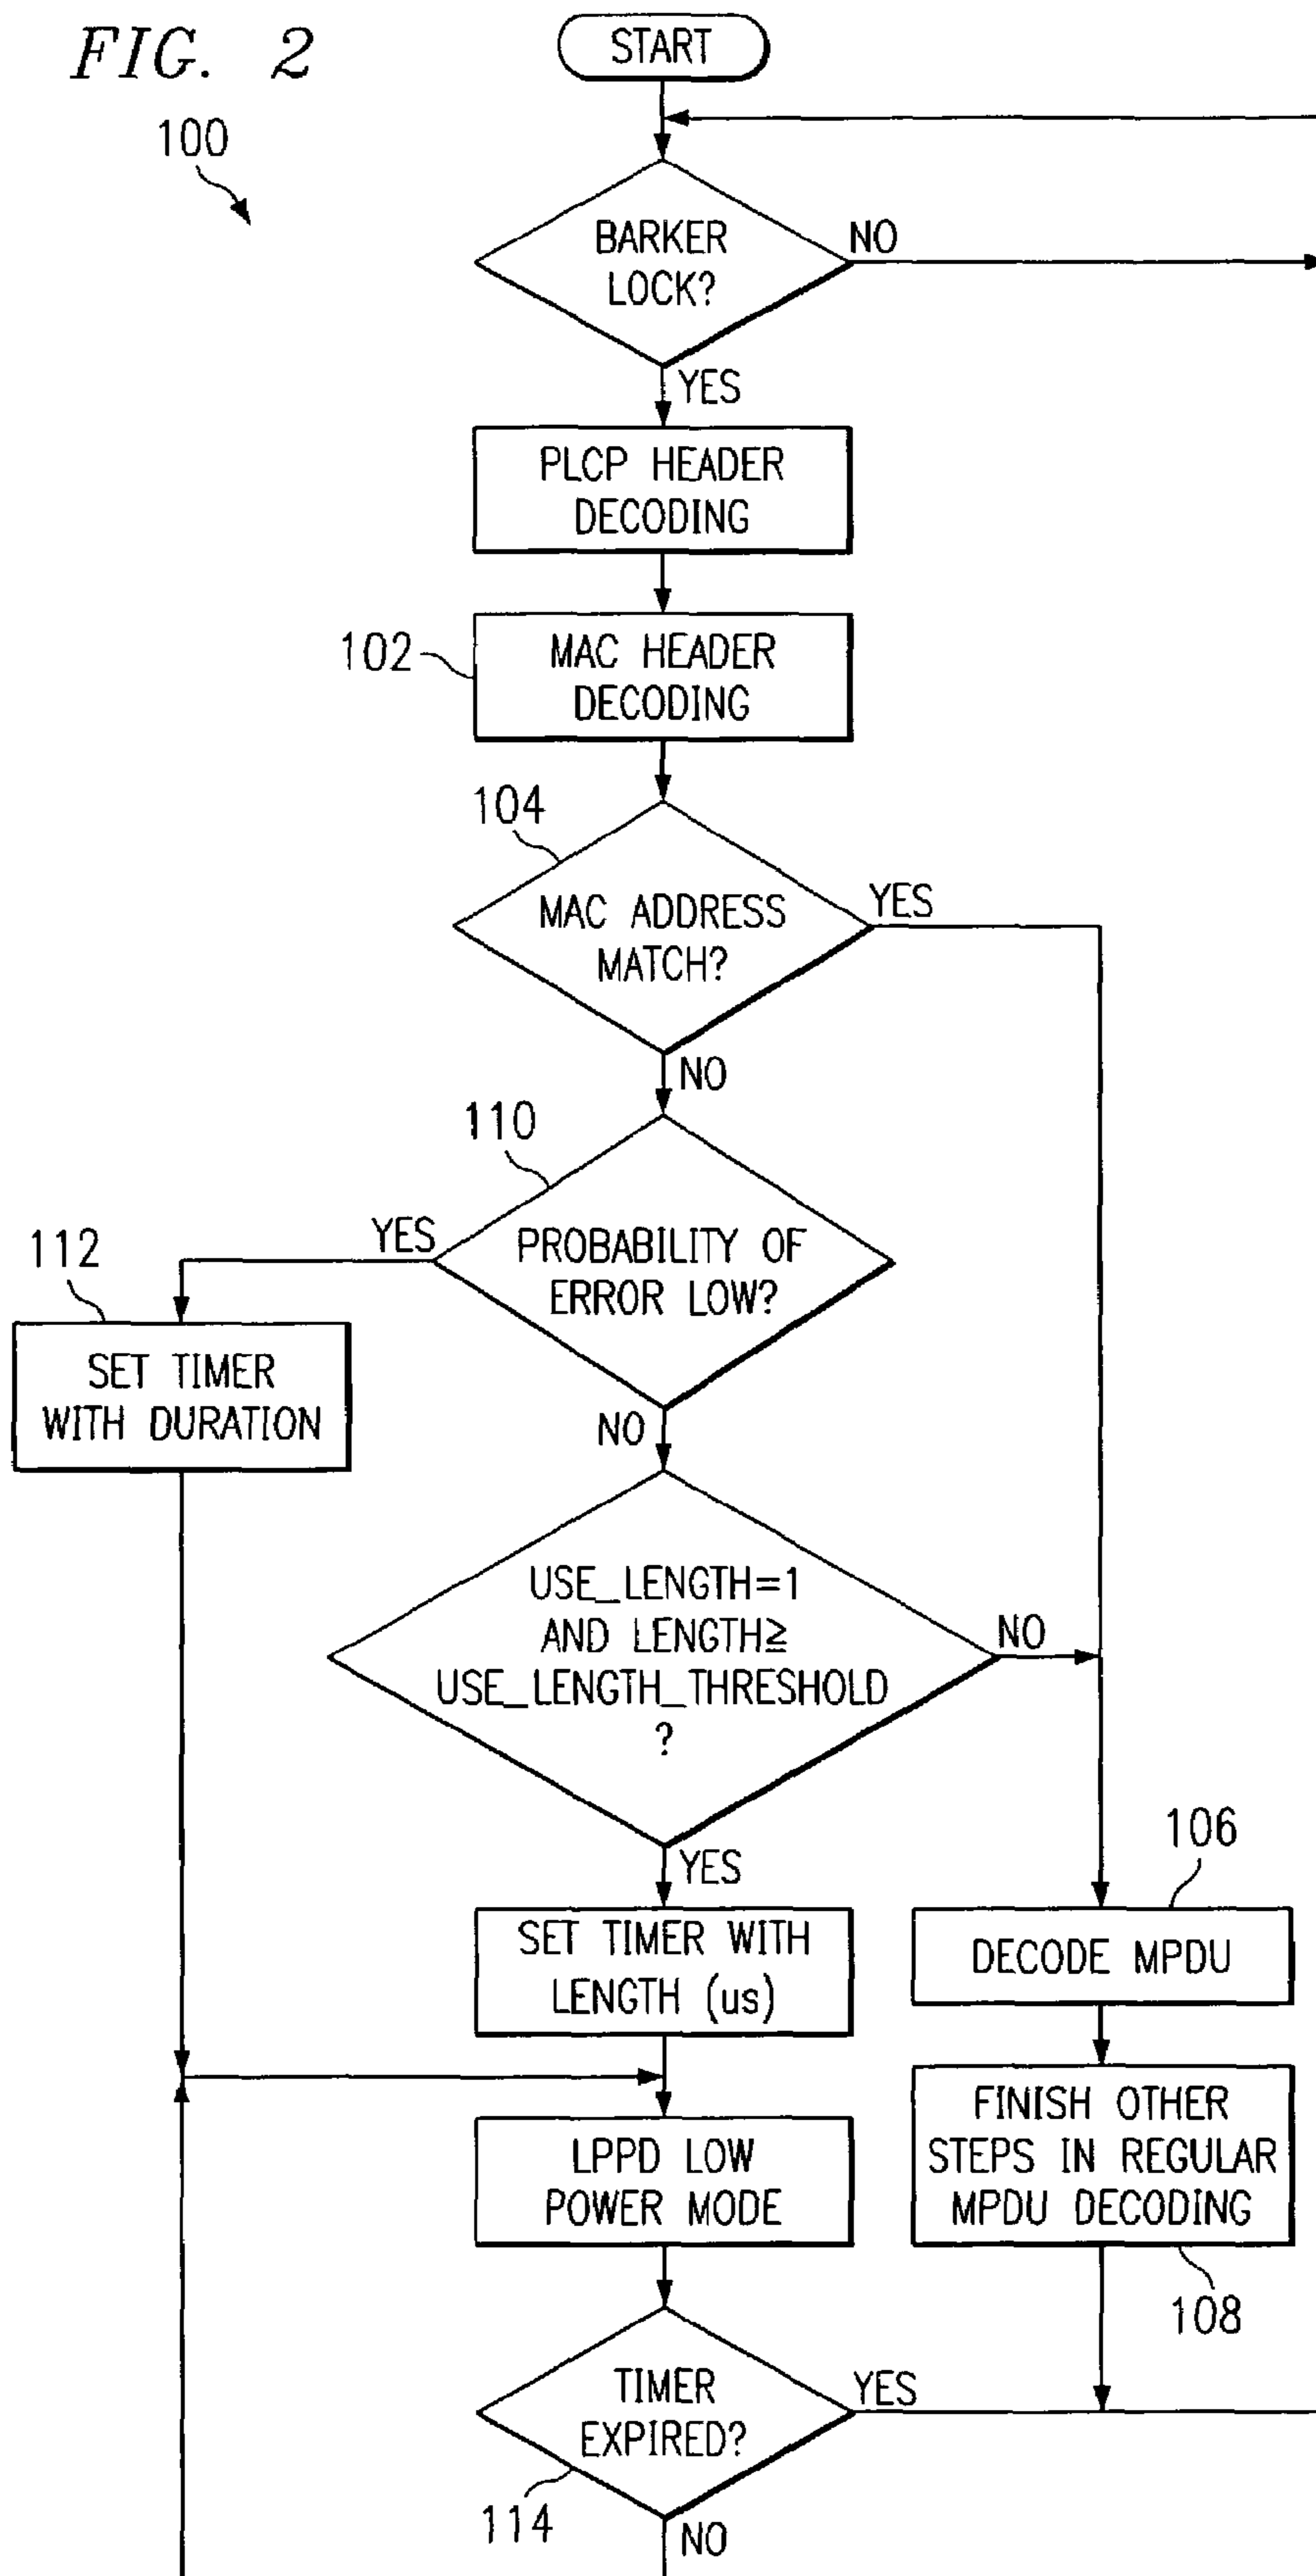 FIG. 2
START
100
BARKER
LOCK?
NO
YES
PLCP HEADER
DECODING
102
MAC HEADER
DECODING
104
MAC ADDRESS
MATCH?
YES
NO
110
PROBABILITY OF
ERROR LOW?
YES
112
SET TIMER
WITH DURATION
NO
USE_LENGTH=1
AND LENGTH≧
USE_LENGTH_THRESHOLD
?
NO
YES
106
SET TIMER WITH
LENGTH (us)
DECODE MPDU
LPPD LOW
POWER MODE
FINISH OTHER
STEPS IN REGULAR
MPDU DECODING
108
TIMER
EXPIRED?
YES
114
NO